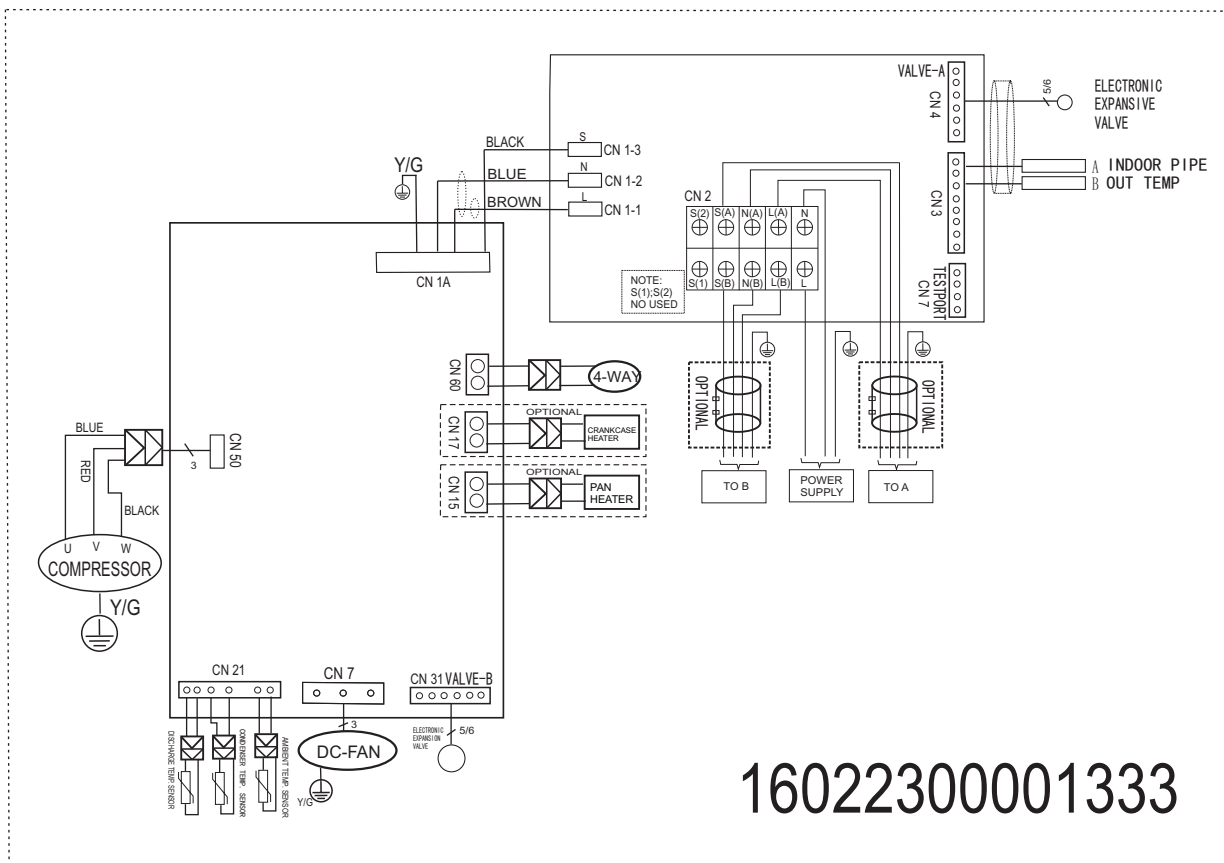 VALVE-A
CN 4
5/6
ELECTRONIC
EXPANSIVE
VALVE
A INDOOR PIPE
B OUT TEMP
CN 3
TESTPORT
CN 7
BLACK
S
CN 1-3
Y/G
BLUE
N
CN 1-2
BROWN
L
CN 1-1
CN 1A
CN 2
S(2) S(A) N(A) L(A) N
S(1) S(B) N(B) L(B) L
NOTE:
S(1);S(2)
NO USED
OPTIONAL
OPTIONAL
TO B
POWER
SUPPLY
TO A
CN 60
4-WAY
CN 17
OPTIONAL
CRANKCASE
HEATER
CN 15
OPTIONAL
PAN
HEATER
BLUE
RED
BLACK
3
CN 50
U V W
COMPRESSOR
Y/G
CN 21
DISCHARGE TEMP. SENSOR
CONDENSER TEMP. SENSOR
AMBIENT TEMP. SENSOR
CN 7
3
DC-FAN
Y/G
CN 31 VALVE-B
ELECTRONIC
EXPANSION
VALVE
5/6
16022300001333